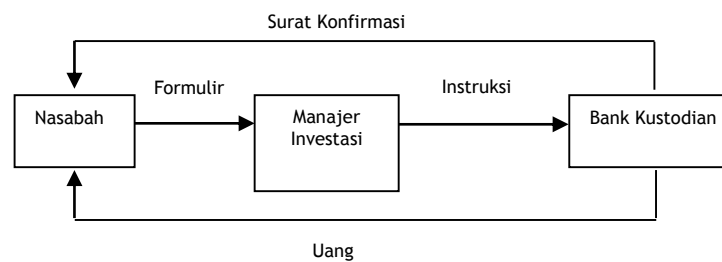 Surat Konfirmasi
Formulir
Instruksi
Nasabah
Manajer
Investasi
Bank Kustodian
Uang